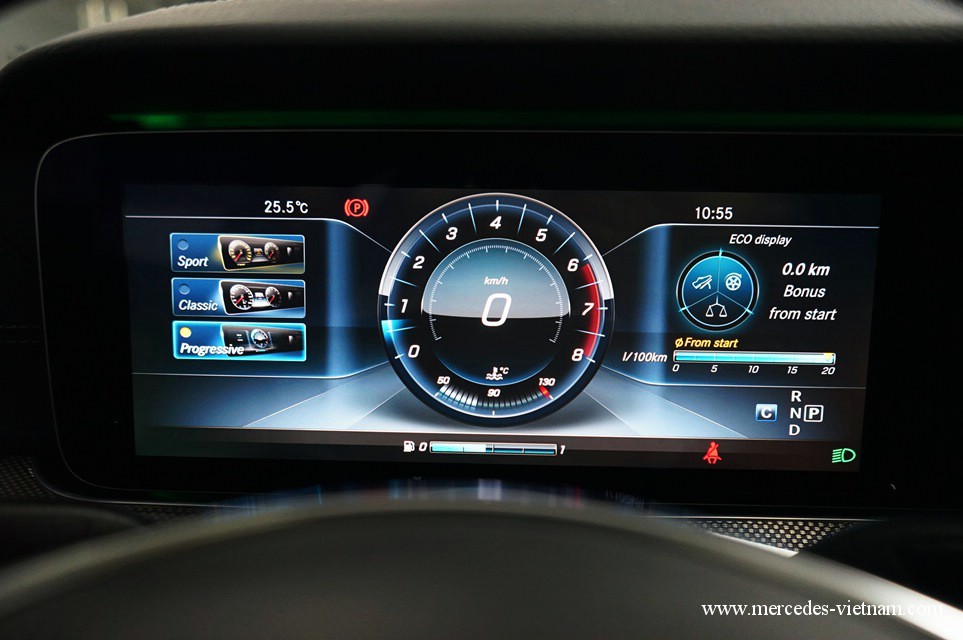 25.5°C
10:55
Sport
Classic
Progressive
0
1
2
3
4
5
6
7
8
km/h
0
°C
50
90
130
ECO display
0.0 km
Bonus
from start
Ø From start
l/100km
0 5 10 15 20
C
R
N P
D
P
0 1
www.mercedes-vietnam.com